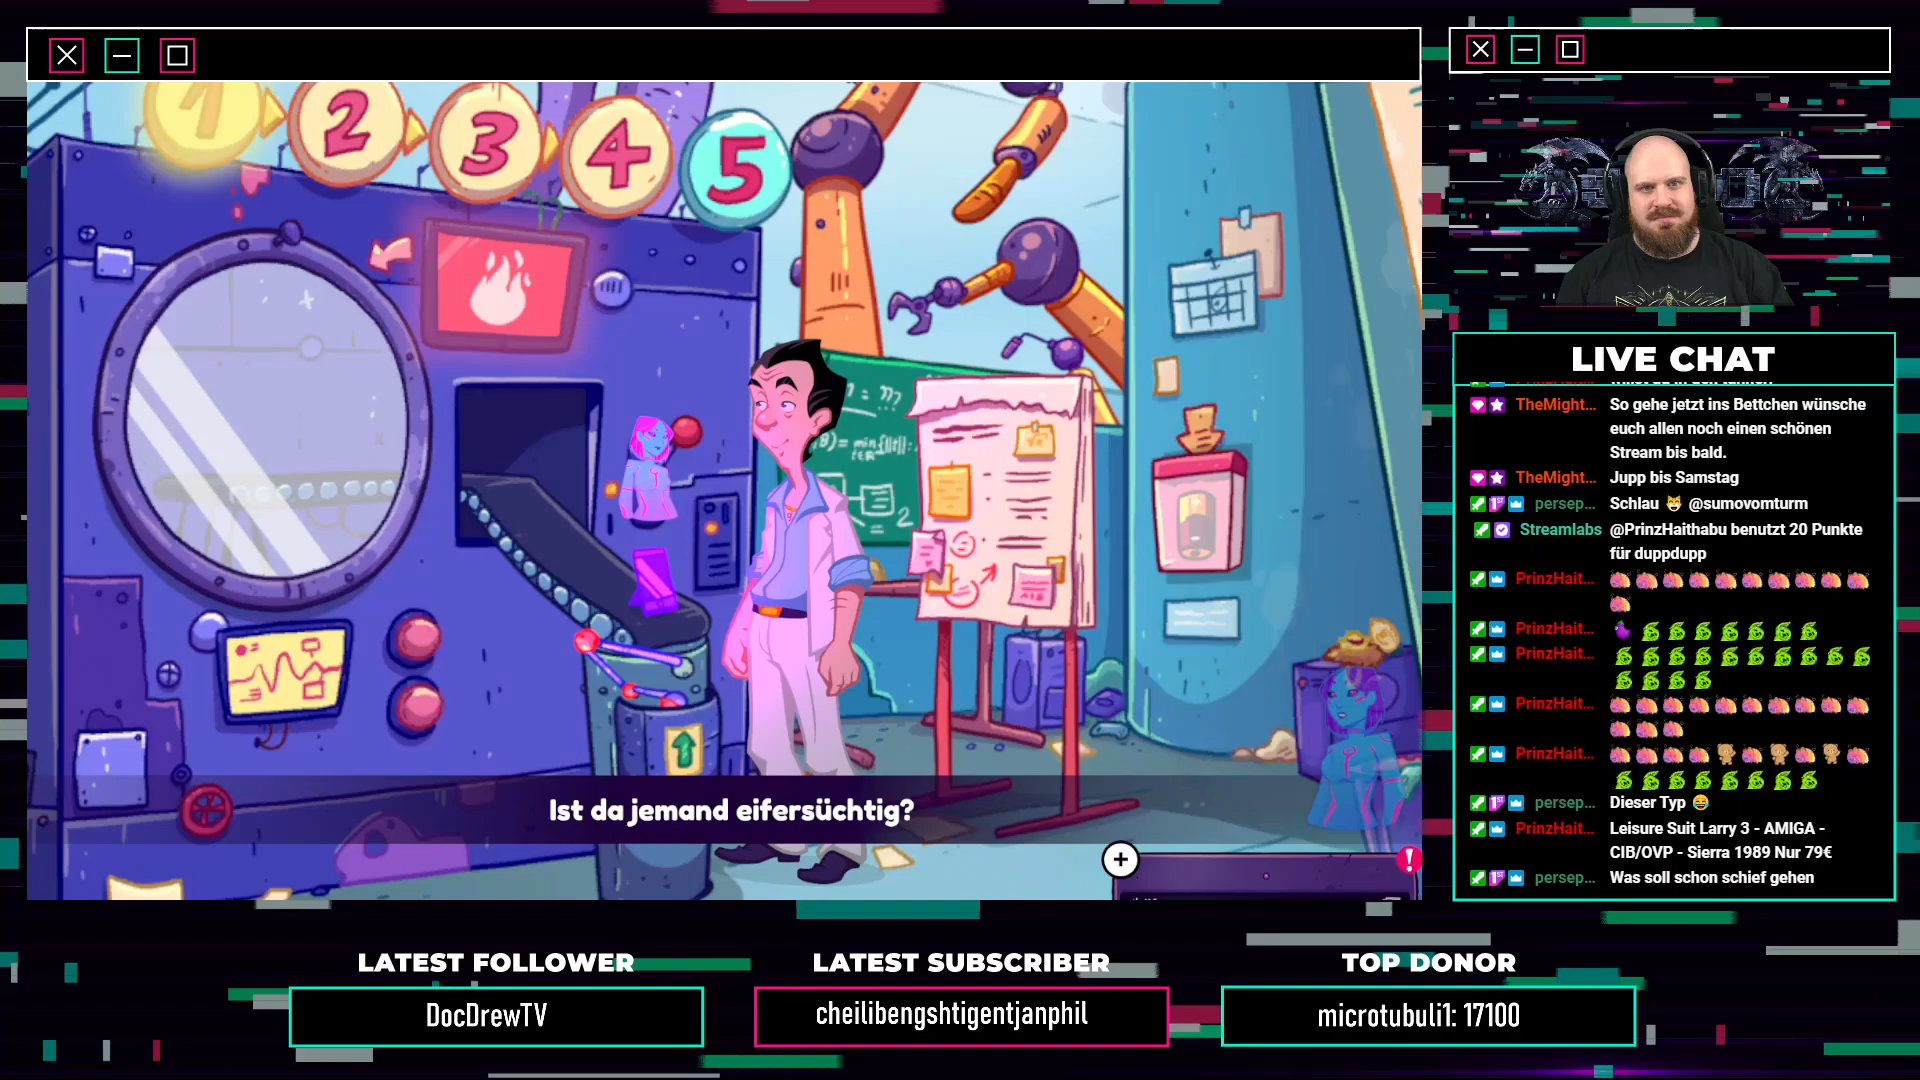 1
2
3
4
5
Ist da jemand eifersüchtig?
LIVE CHAT
TheMight... So gehe jetzt ins Bettchen wünsche
euch allen noch einen schönen
Stream bis bald.
TheMight... Jupp bis Samstag
persep... Schlau @sumovomturm
Streamlabs @PrinzHaithabu benutzt 20 Punkte
für duppdupp
PrinzHait...
PrinzHait...
PrinzHait...
PrinzHait...
PrinzHait...
persep... Dieser Typ
PrinzHait... Leisure Suit Larry 3 - AMIGA -
CIB/OVP - Sierra 1989 Nur 79€
persep... Was soll schon schief gehen
LATEST FOLLOWER
DocDrewTV
LATEST SUBSCRIBER
cheilibengshtigentjanphil
TOP DONOR
microtubuli1: 17100